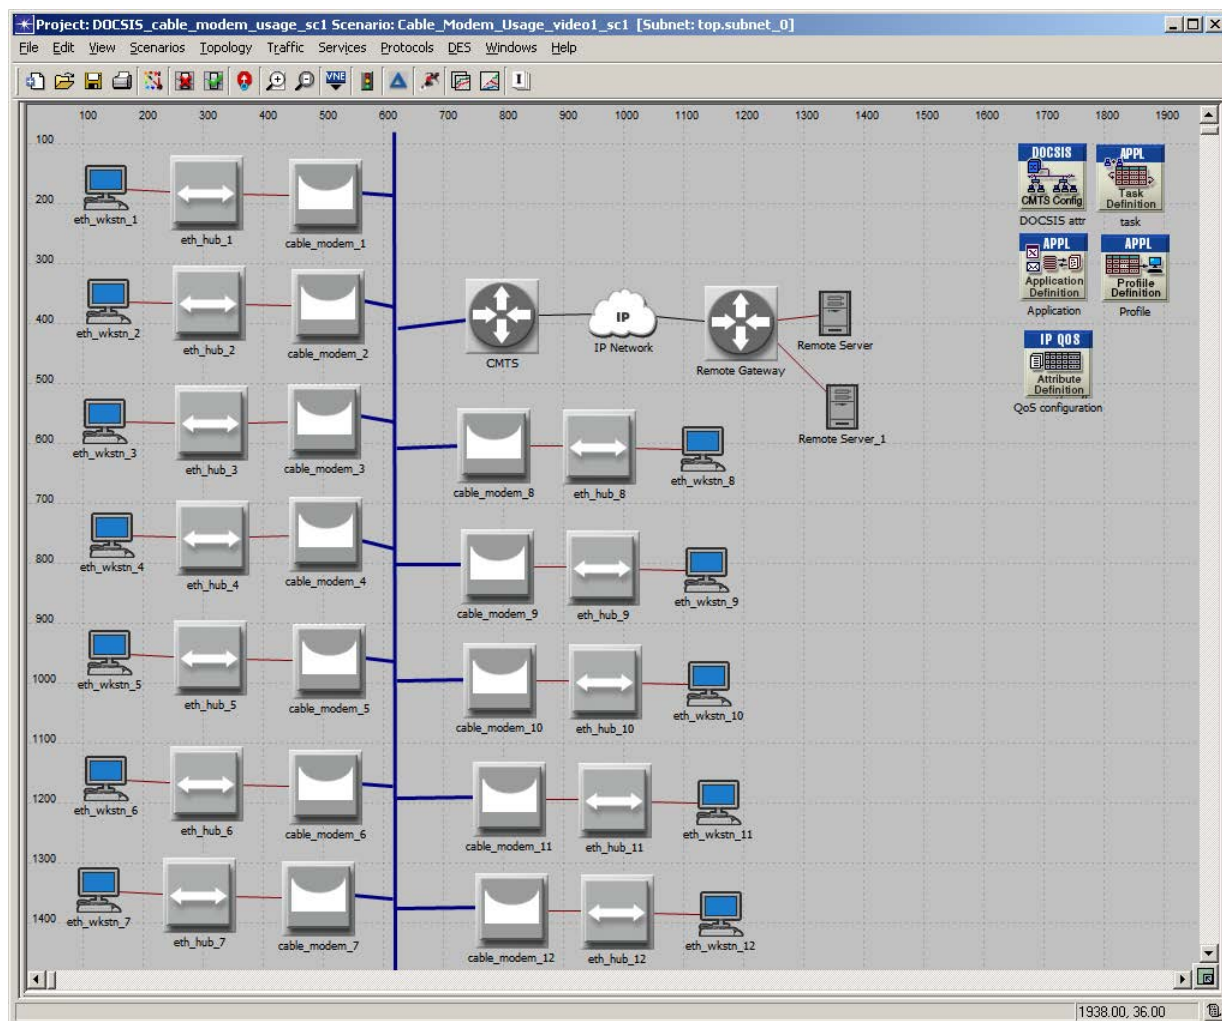 Project: DOCSIS_cable_modem_usage_sc1 Scenario: Cable_Modem_Usage_video1_sc1 [Subnet: top.subnet_0]
File Edit View Scenarios Topology Traffic Services Protocols DES Windows Help
VNE
100 200 300 400 500 600 700 800 900 1000 1100 1200 1300 1400 1500 1600 1700 1800 1900
100
200
300
400
500
600
700
800
900
1000
1100
1200
1300
1400
eth_wkstn_1
eth_hub_1
cable_modem_1
eth_wkstn_2
eth_hub_2
cable_modem_2
eth_wkstn_3
eth_hub_3
cable_modem_3
eth_wkstn_4
eth_hub_4
cable_modem_4
eth_wkstn_5
eth_hub_5
cable_modem_5
eth_wkstn_6
eth_hub_6
cable_modem_6
eth_wkstn_7
eth_hub_7
cable_modem_7
CMTS
IP
IP Network
Remote Gateway
Remote Server
Remote Server_1
cable_modem_8
eth_hub_8
eth_wkstn_8
cable_modem_9
eth_hub_9
eth_wkstn_9
cable_modem_10
eth_hub_10
eth_wkstn_10
cable_modem_11
eth_hub_11
eth_wkstn_11
cable_modem_12
eth_hub_12
eth_wkstn_12
DOCSIS
CMTS Config
DOCSIS attr
APPL
Task
Definition
task
APPL
Application
Definition
Application
APPL
Profile
Definition
Profile
IP QOS
Attribute
Definition
QoS configuration
1938.00, 36.00